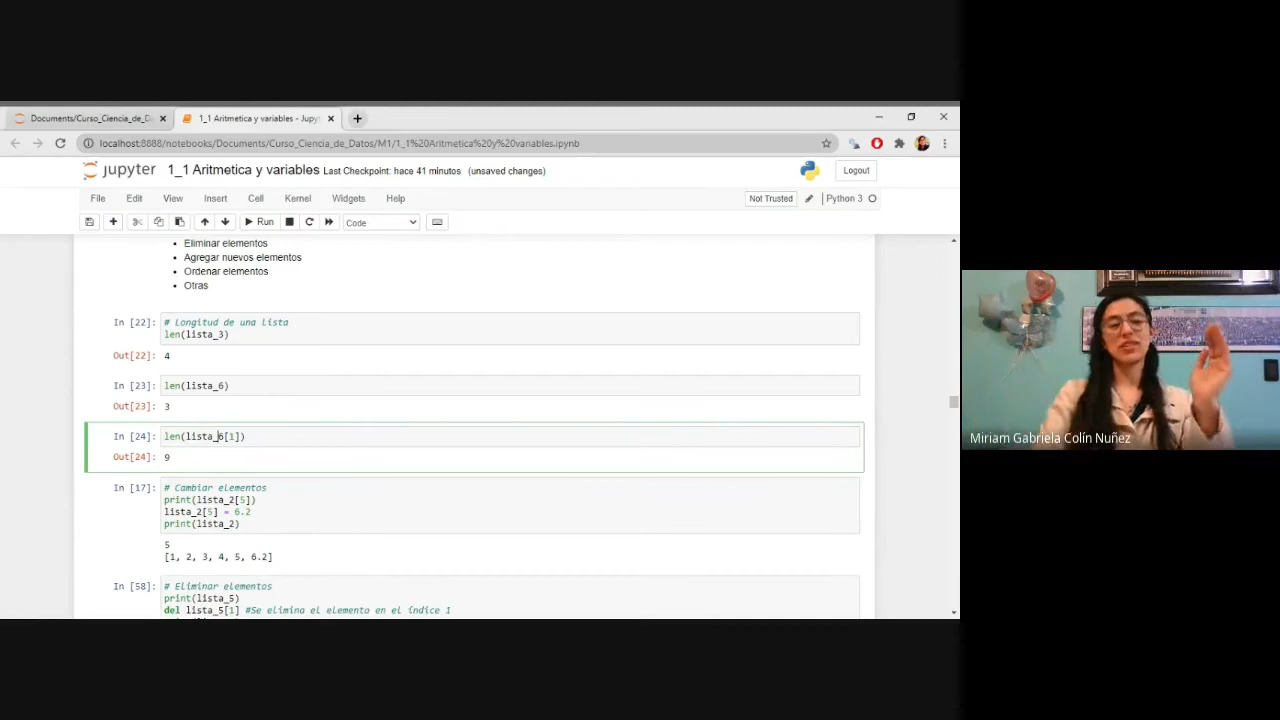 Documents/Curso_Ciencia_de_Da
1_1 Aritmetica y variables - Jupy
localhost:8888/notebooks/Documents/Curso_Ciencia_de_Datos/M1/1_1%20Aritmetica%20y%20variables.ipynb
jupyter 1_1 Aritmetica y variables Last Checkpoint: hace 41 minutos (unsaved changes)
Logout
File Edit View Insert Cell Kernel Widgets Help
Not Trusted
Python 3
Run
Code
Eliminar elementos
Agregar nuevos elementos
Ordenar elementos
Otras
In [22]: # Longitud de una lista
len(lista_3)
Out[22]: 4
In [23]: len(lista_6)
Out[23]: 3
In [24]: len(lista_6[1])
Out[24]: 9
In [17]: # Cambiar elementos
print(lista_2[5])
lista_2[5] = 6.2
print(lista_2)
5
[1, 2, 3, 4, 5, 6.2]
In [58]: # Eliminar elementos
print(lista_5)
del lista_5[1] #Se elimina el elemento en el índice 1
Miriam Gabriela Colín Nuñez